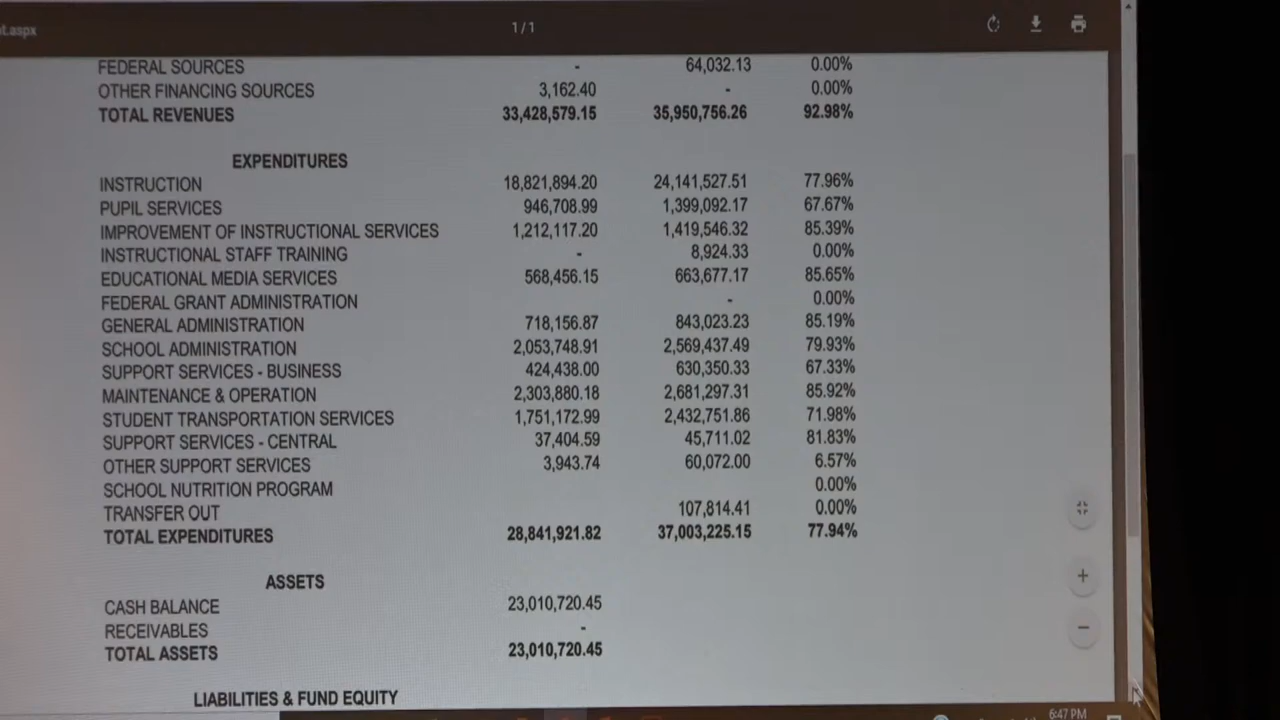 t.aspx 1/1
FEDERAL SOURCES - 64,032.13 0.00%
OTHER FINANCING SOURCES 3,162.40 - 0.00%
TOTAL REVENUES 33,428,579.15 35,950,756.26 92.98%
EXPENDITURES
INSTRUCTION 18,821,894.20 24,141,527.51 77.96%
PUPIL SERVICES 946,708.99 1,399,092.17 67.67%
IMPROVEMENT OF INSTRUCTIONAL SERVICES 1,212,117.20 1,419,546.32 85.39%
INSTRUCTIONAL STAFF TRAINING - 8,924.33 0.00%
EDUCATIONAL MEDIA SERVICES 568,456.15 663,677.17 85.65%
FEDERAL GRANT ADMINISTRATION - 0.00%
GENERAL ADMINISTRATION 718,156.87 843,023.23 85.19%
SCHOOL ADMINISTRATION 2,053,748.91 2,569,437.49 79.93%
SUPPORT SERVICES - BUSINESS 424,438.00 630,350.33 67.33%
MAINTENANCE & OPERATION 2,303,880.18 2,681,297.31 85.92%
STUDENT TRANSPORTATION SERVICES 1,751,172.99 2,432,751.86 71.98%
SUPPORT SERVICES - CENTRAL 37,404.59 45,711.02 81.83%
OTHER SUPPORT SERVICES 3,943.74 60,072.00 6.57%
SCHOOL NUTRITION PROGRAM 0.00%
TRANSFER OUT 107,814.41 0.00%
TOTAL EXPENDITURES 28,841,921.82 37,003,225.15 77.94%
ASSETS
CASH BALANCE 23,010,720.45
RECEIVABLES -
TOTAL ASSETS 23,010,720.45
LIABILITIES & FUND EQUITY
6:47 PM